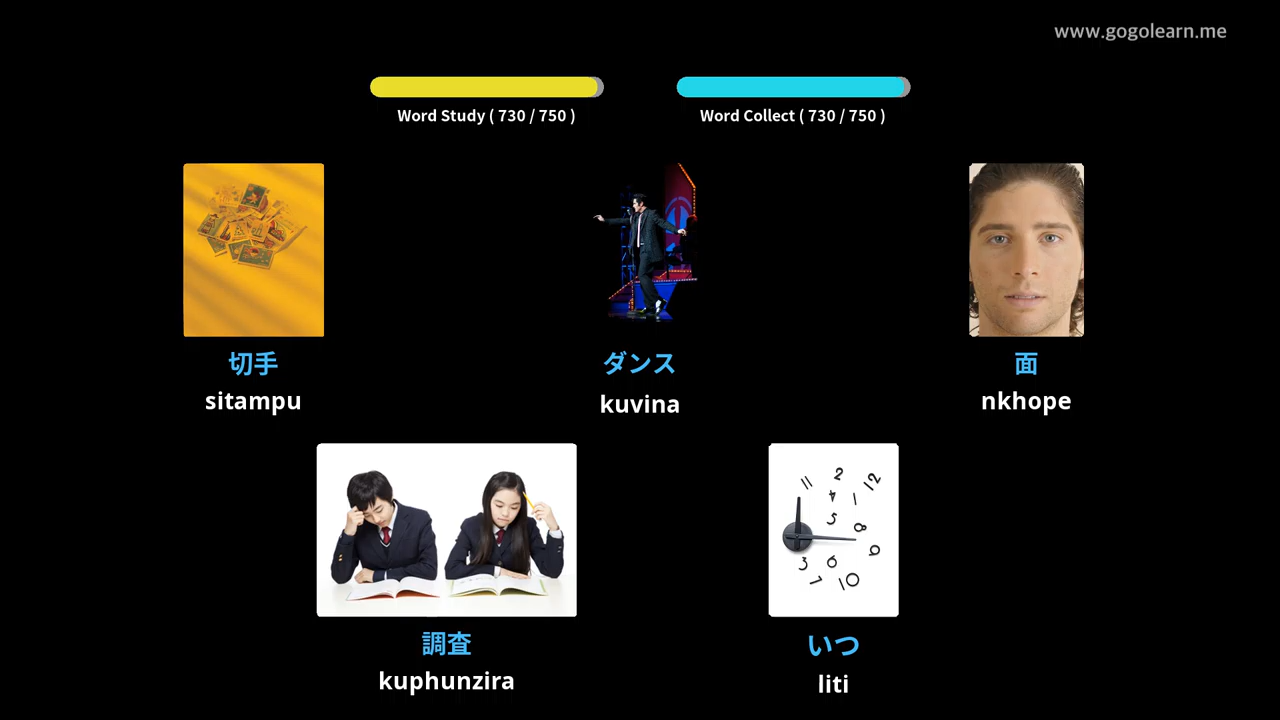 www.gogolearn.me
Word Study ( 730 / 750 )
Word Collect ( 730 / 750 )
切手
sitampu
ダンス
kuvina
面
nkhope
調査
kuphunzira
いつ
liti